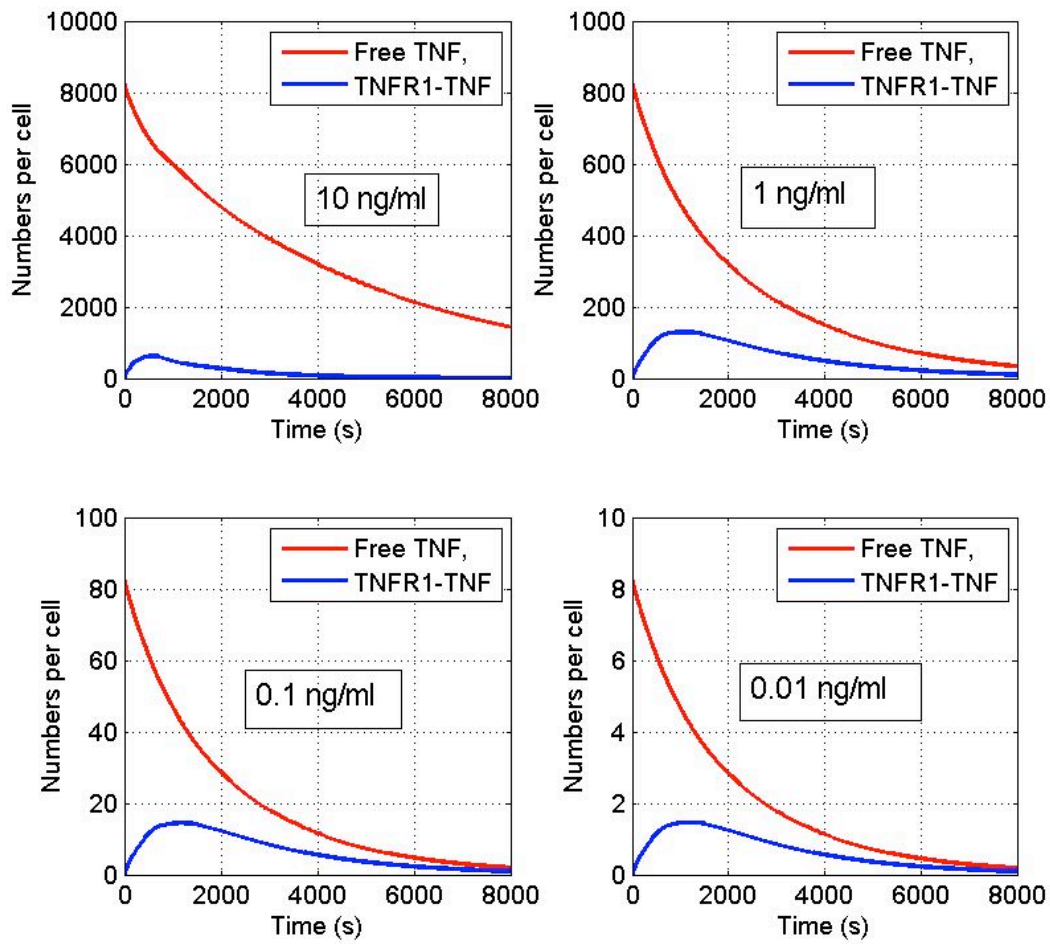 10000
8000
6000
4000
2000
0
Numbers per cell
Free TNF,
TNFR1-TNF
10 ng/ml
0 2000 4000 6000 8000
Time (s)
1000
800
600
400
200
0
Numbers per cell
Free TNF,
TNFR1-TNF
1 ng/ml
0 2000 4000 6000 8000
Time (s)
100
80
60
40
20
0
Numbers per cell
Free TNF,
TNFR1-TNF
0.1 ng/ml
0 2000 4000 6000 8000
Time (s)
10
8
6
4
2
0
Numbers per cell
Free TNF,
TNFR1-TNF
0.01 ng/ml
0 2000 4000 6000 8000
Time (s)